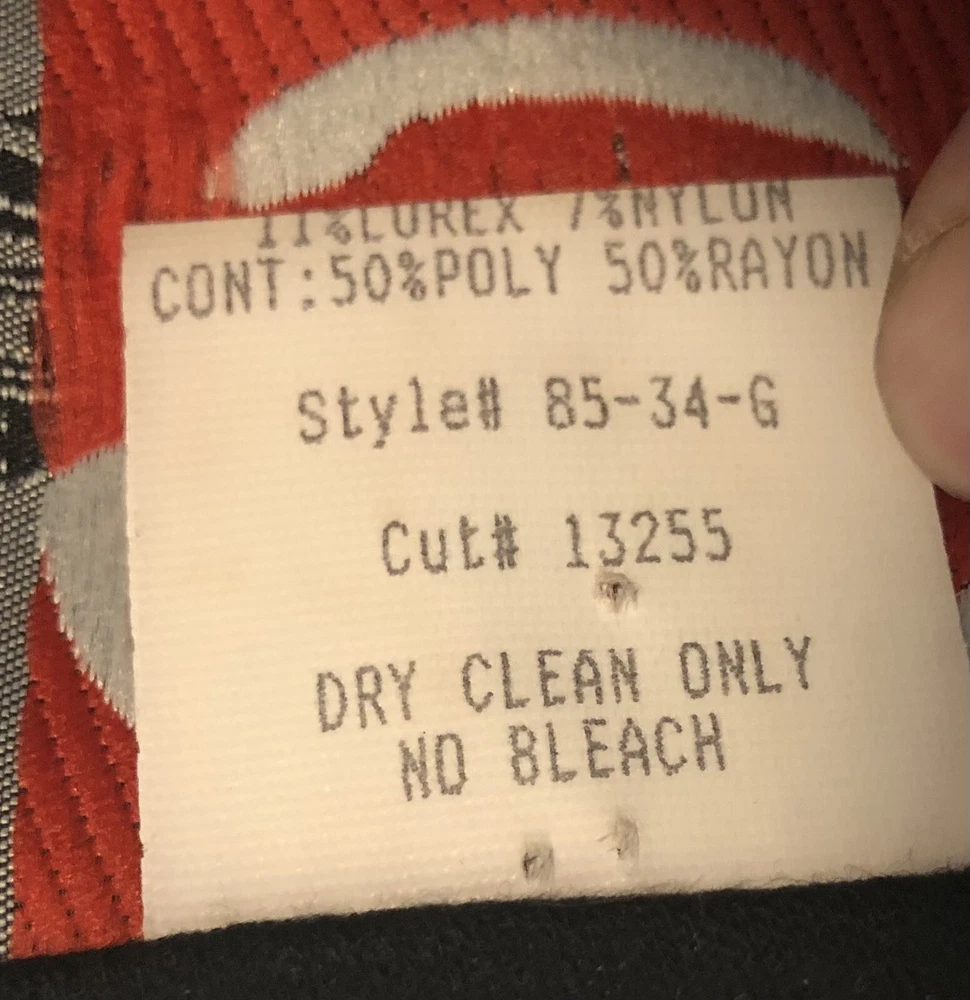 11%LUREX 7%NYLON
CONT:50%POLY 50%RAYON
Style# 85-34-G
Cut# 13255
DRY CLEAN ONLY
NO BLEACH